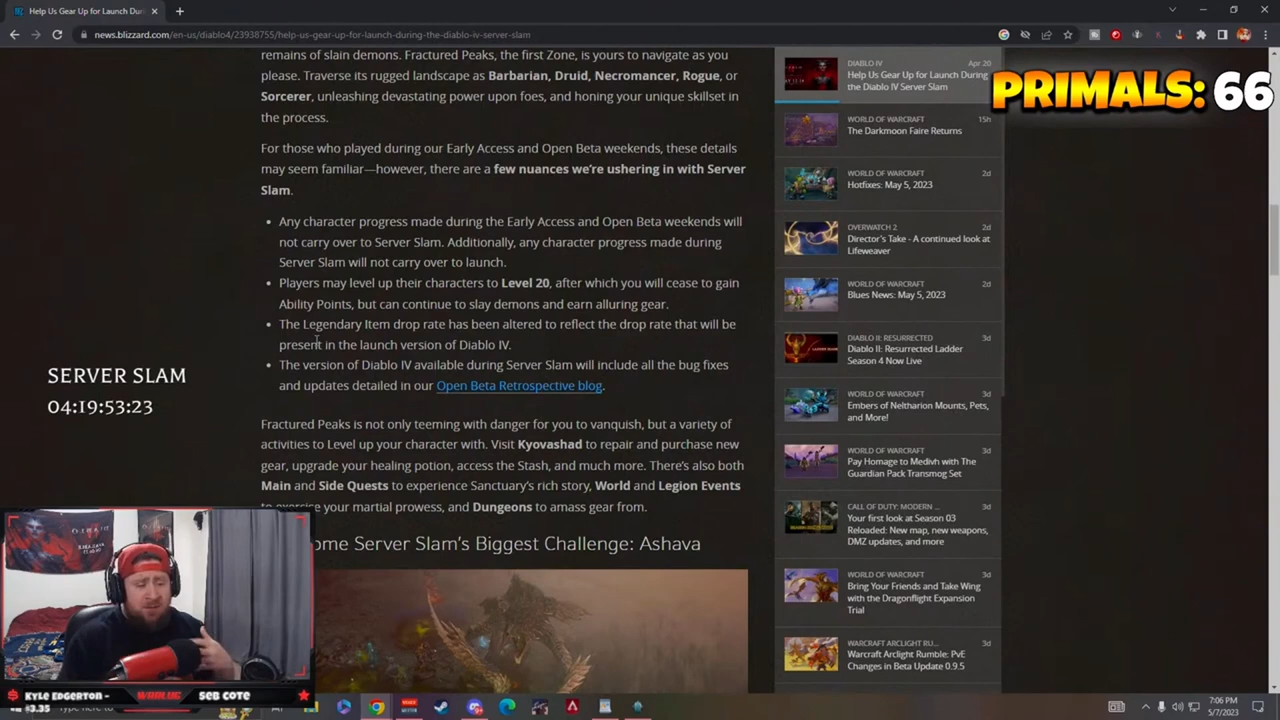 Help Us Gear Up for Launch Duri
news.blizzard.com/en-us/diablo4/23938755/help-us-gear-up-for-launch-during-the-diablo-iv-server-slam
remains of slain demons. Fractured Peaks, the first Zone, is yours to navigate as you
please. Traverse its rugged landscape as Barbarian, Druid, Necromancer, Rogue, or
Sorcerer, unleashing devastating power upon foes, and honing your unique skillset in
the process.
For those who played during our Early Access and Open Beta weekends, these details
may seem familiar—however, there are a few nuances we're ushering in with Server
Slam.
• Any character progress made during the Early Access and Open Beta weekends will
not carry over to Server Slam. Additionally, any character progress made during
Server Slam will not carry over to launch.
• Players may level up their characters to Level 20, after which you will cease to gain
Ability Points, but can continue to slay demons and earn alluring gear.
• The Legendary Item drop rate has been altered to reflect the drop rate that will be
present in the launch version of Diablo IV.
• The version of Diablo IV available during Server Slam will include all the bug fixes
and updates detailed in our Open Beta Retrospective blog.
Fractured Peaks is not only teeming with danger for you to vanquish, but a variety of
activities to Level up your character with. Visit Kyovashad to repair and purchase new
gear, upgrade your healing potion, access the Stash, and much more. There's also both
Main and Side Quests to experience Sanctuary's rich story, World and Legion Events
to exercise your martial prowess, and Dungeons to amass gear from.
ome Server Slam's Biggest Challenge: Ashava
DIABLO IV Apr 20
Help Us Gear Up for Launch During
the Diablo IV Server Slam
WORLD OF WARCRAFT 15h
The Darkmoon Faire Returns
WORLD OF WARCRAFT 2d
Hotfixes: May 5, 2023
OVERWATCH 2 2d
Director's Take - A continued look at
Lifeweaver
WORLD OF WARCRAFT 2d
Blues News: May 5, 2023
DIABLO II: RESURRECTED 3d
Diablo II: Resurrected Ladder
Season 4 Now Live
WORLD OF WARCRAFT 3d
Embers of Neltharion Mounts, Pets,
and More!
WORLD OF WARCRAFT 3d
Pay Homage to Medivh with The
Guardian Pack Transmog Set
CALL OF DUTY: MODERN ... 3d
Your first look at Season 03
Reloaded: New map, new weapons,
DMZ updates, and more
WORLD OF WARCRAFT 3d
Bring Your Friends and Take Wing
with the Dragonflight Expansion
Trial
WARCRAFT ARCLIGHT RU... 3d
Warcraft Arclight Rumble: PvE
Changes in Beta Update 0.9.5
PRIMALS: 66
SERVER SLAM
04:19:53:23
KYLE EDGERTON -
$3.35
SEB COTE
7:06 PM
5/7/2023